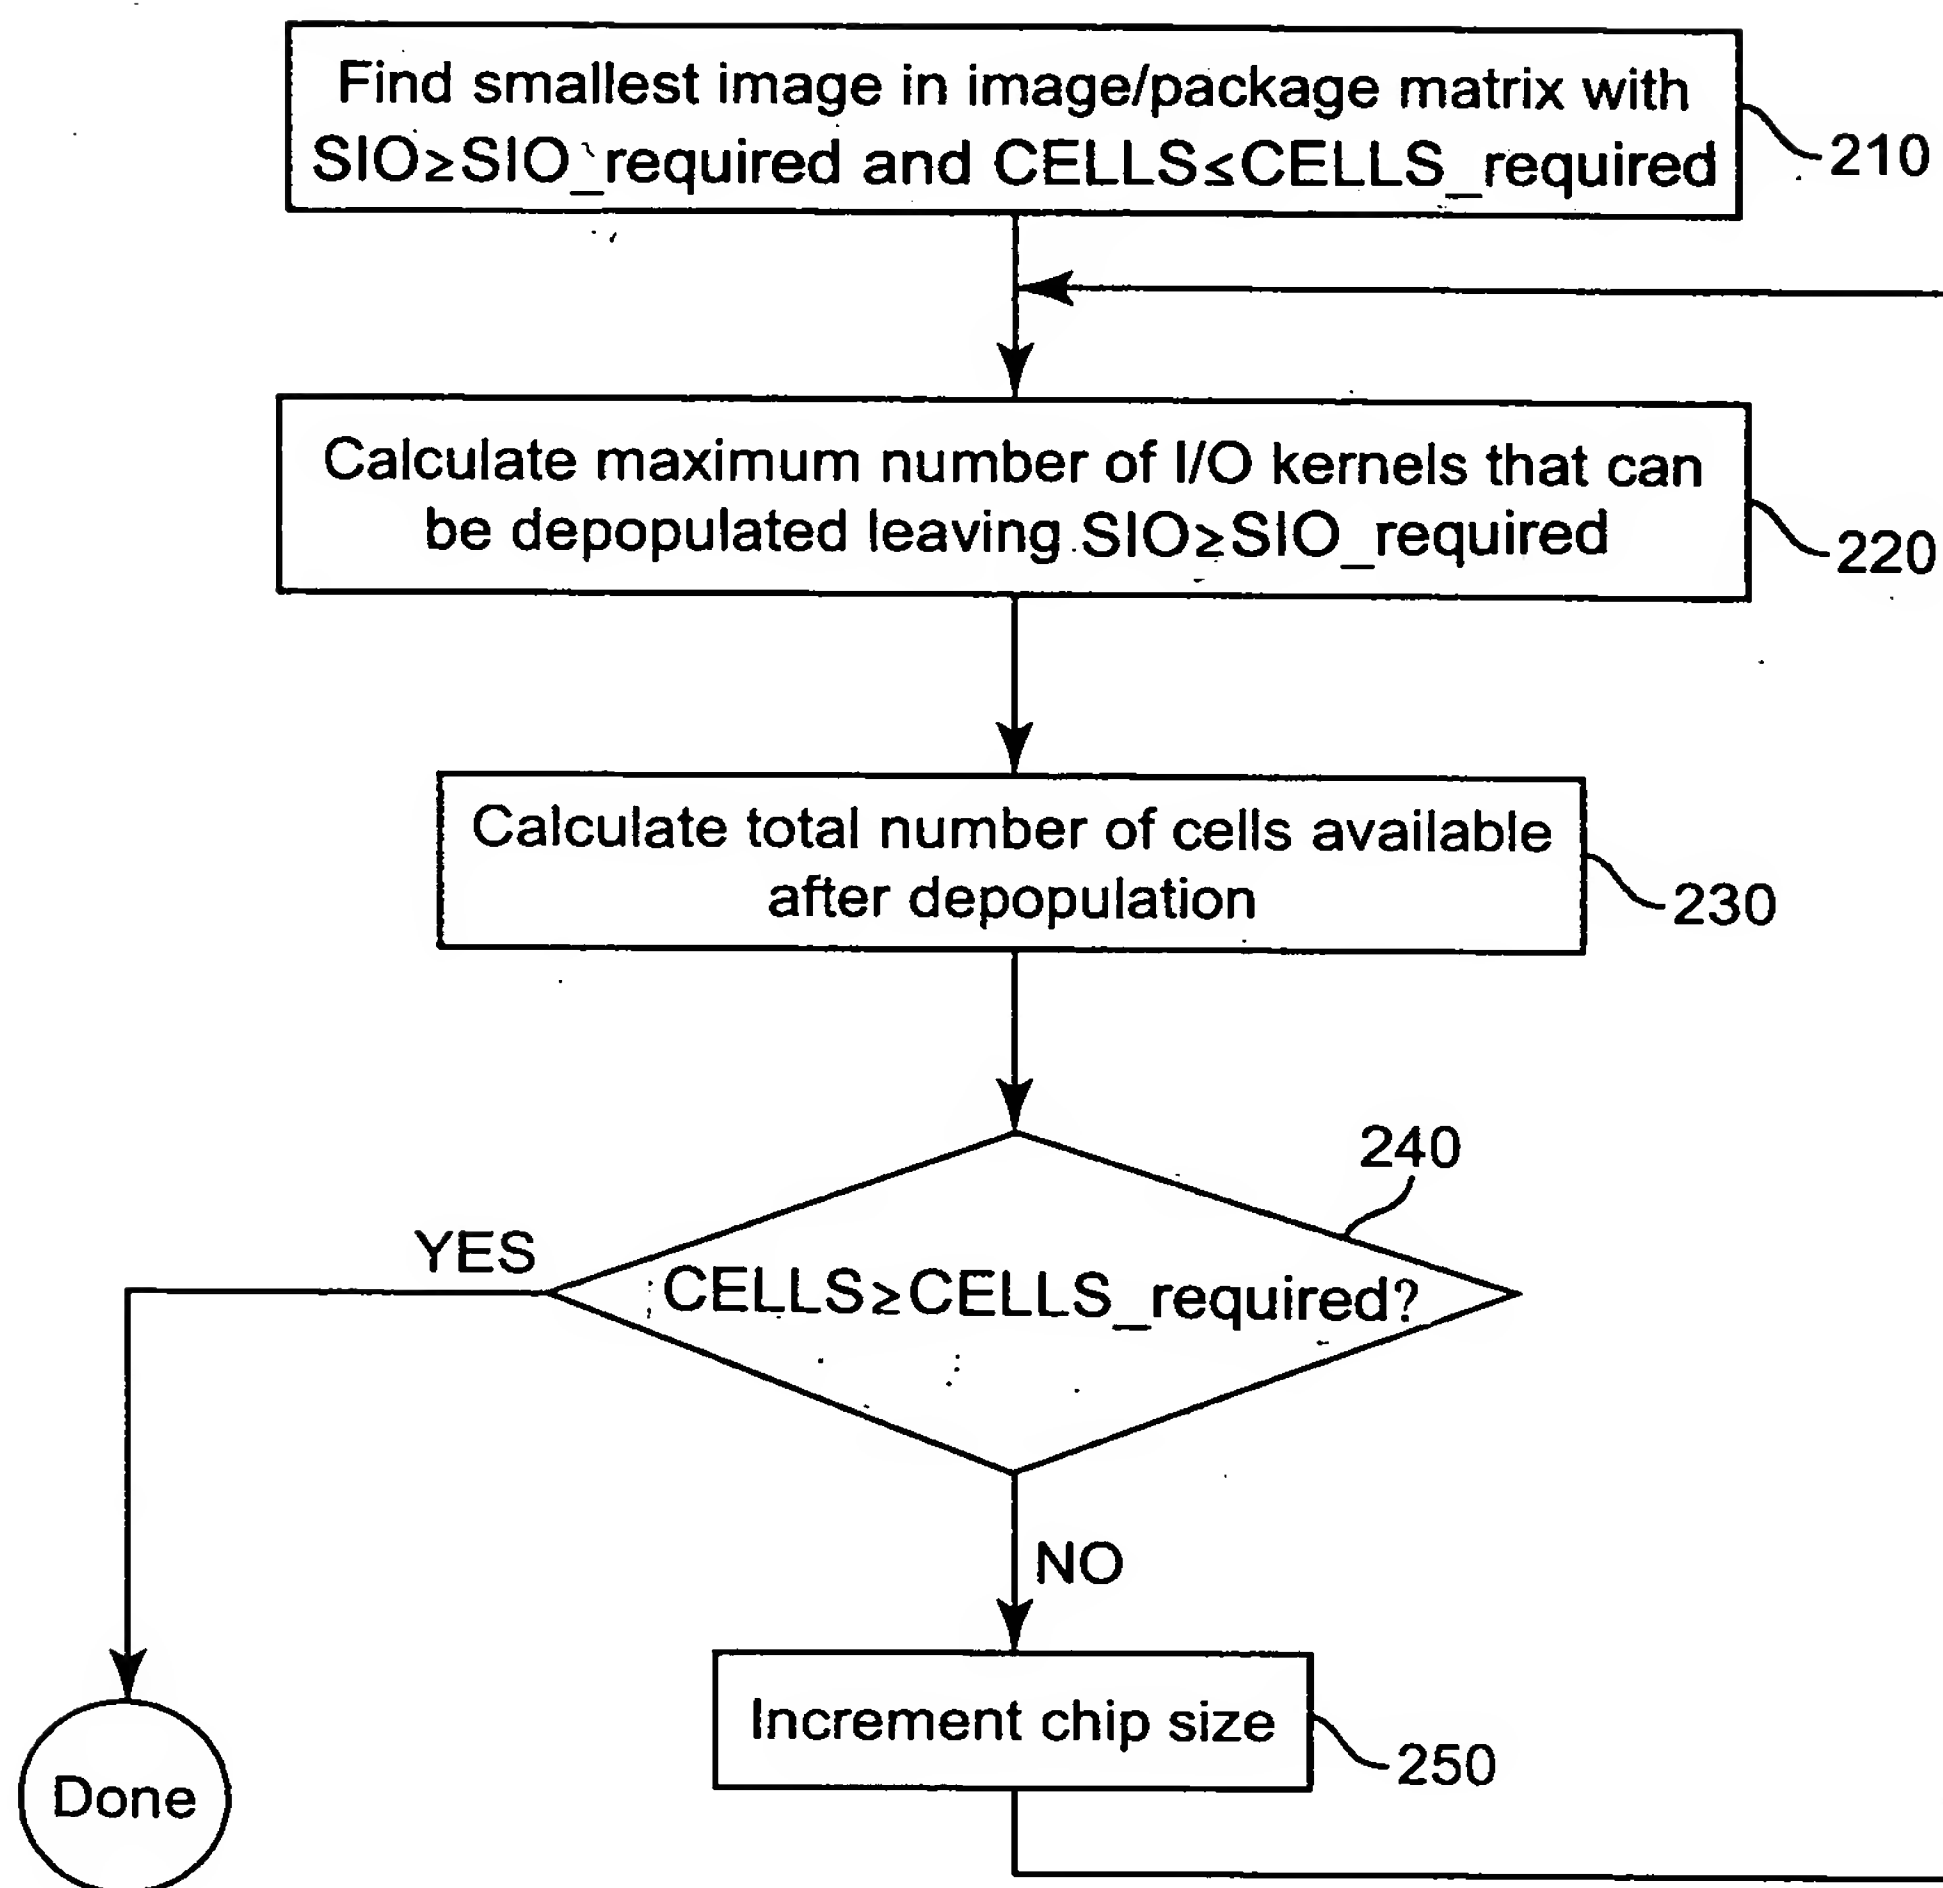 Find smallest image in image/package matrix with
SIO≥SIO_required and CELLS≤CELLS_required
210
Calculate maximum number of I/O kernels that can
be depopulated leaving SIO≥SIO_required
220
Calculate total number of cells available
after depopulation
230
240
YES
CELLS≥CELLS_required?
NO
Increment chip size
250
Done